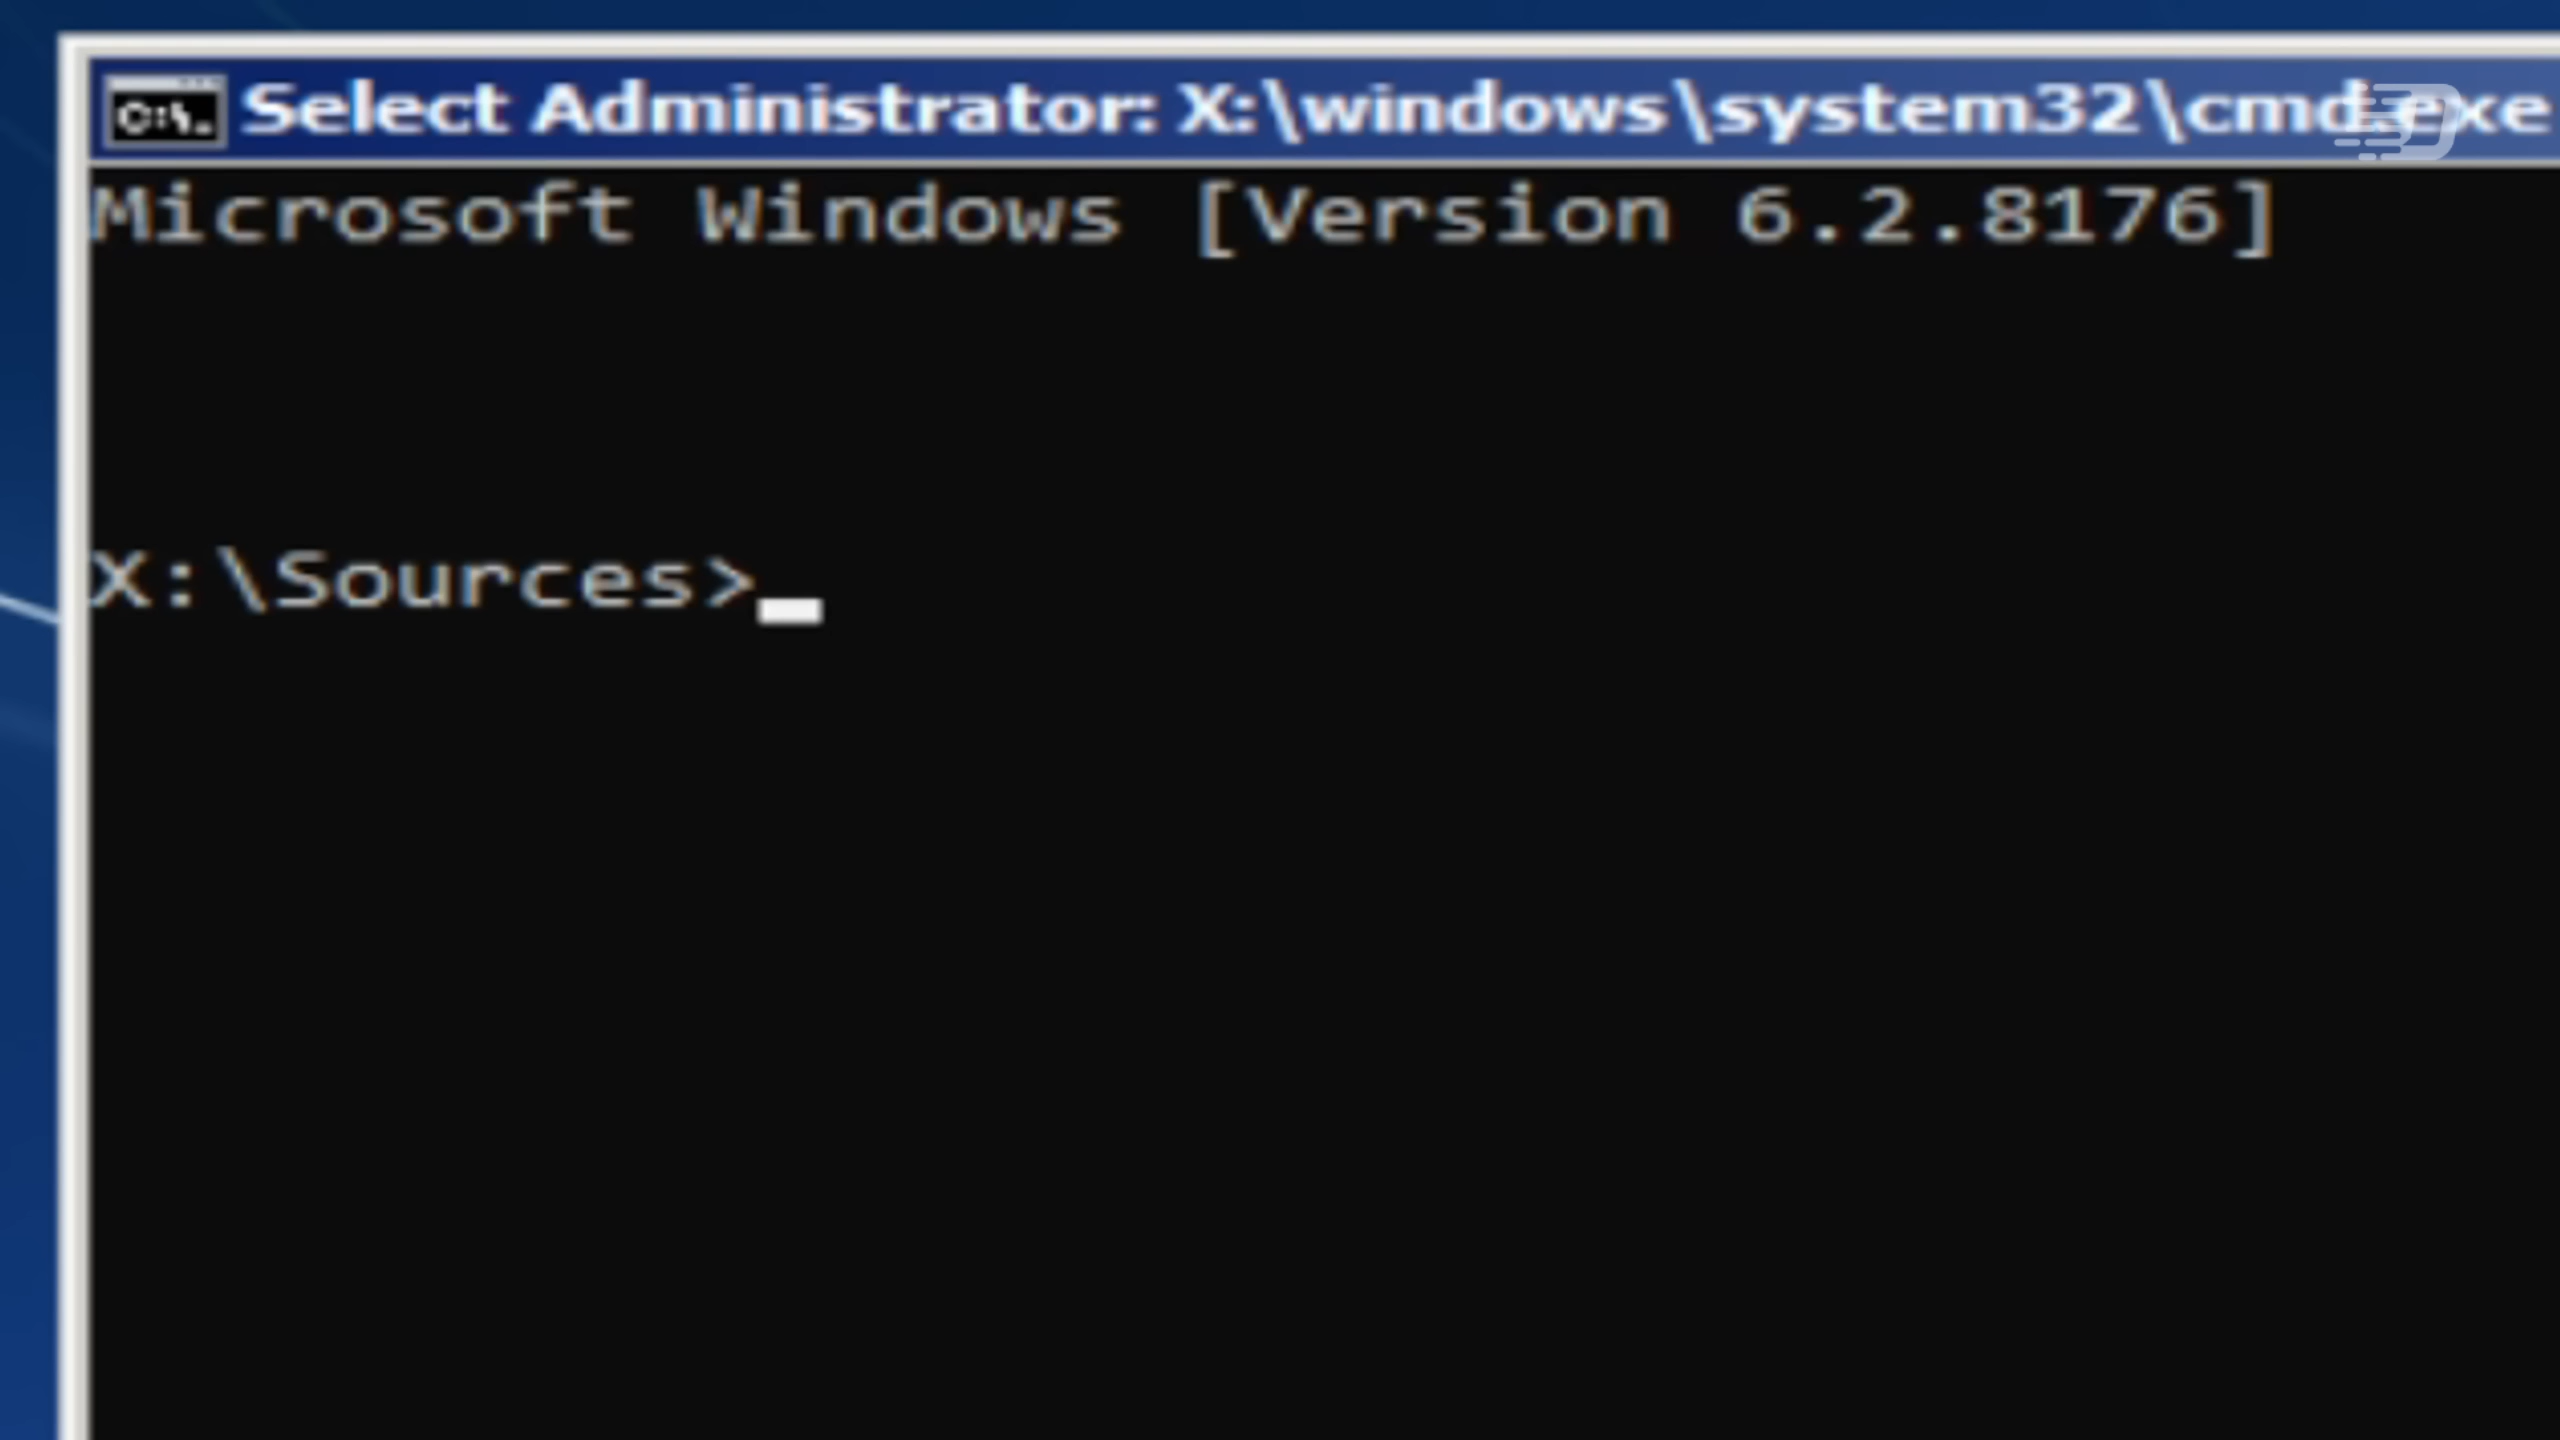 C:\.
Select Administrator: X:\windows\system32\cmd.exe
Microsoft Windows [Version 6.2.8176]
X:\Sources>